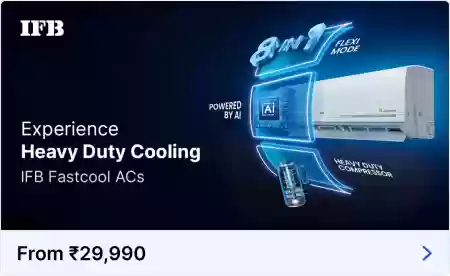 IFB
8 IN 1
FLEXI
MODE
POWERED
BY AI
Ai
HEAVY DUTY
COMPRESSOR
Experience
Heavy Duty Cooling
IFB Fastcool ACs
From ₹29,990